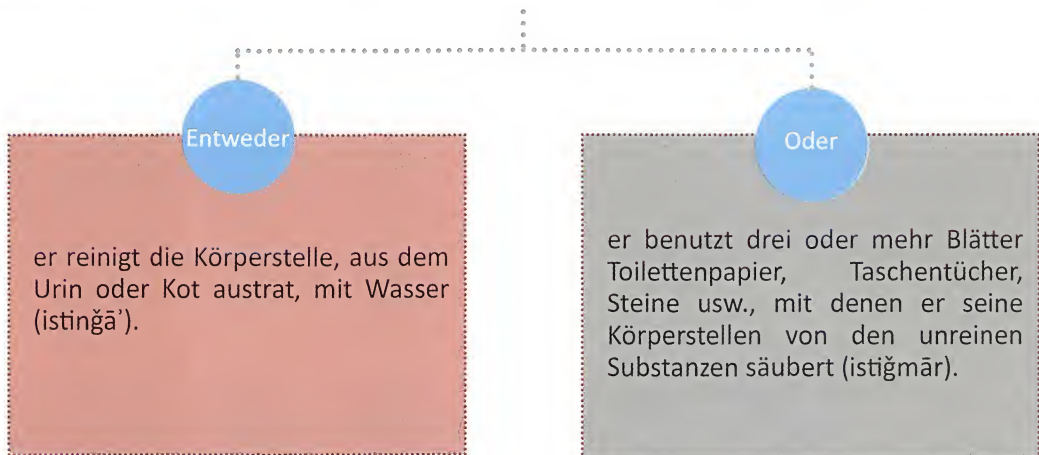 Entweder
er reinigt die Körperstelle, aus dem
Urin oder Kot austrat, mit Wasser
(istinǧāʾ).
Oder
er benutzt drei oder mehr Blätter
Toilettenpapier, Taschentücher,
Steine usw., mit denen er seine
Körperstellen von den unreinen
Substanzen säubert (istiǧmār).